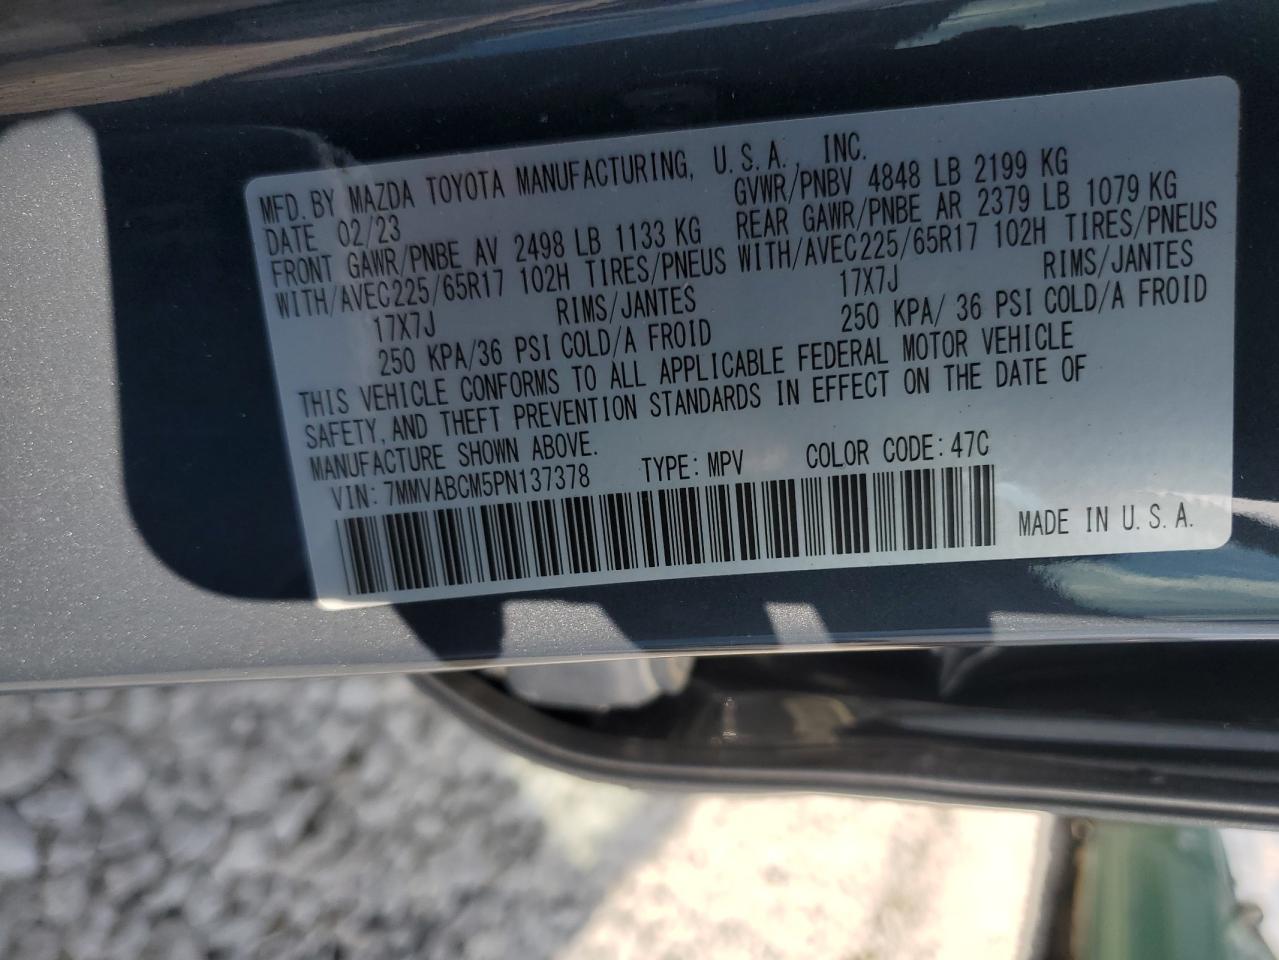 MFD. BY MAZDA TOYOTA MANUFACTURING, U.S.A., INC.
DATE 02/23 GVWR/PNBV 4848 LB 2199 KG
FRONT GAWR/PNBE AV 2498 LB 1133 KG REAR GAWR/PNBE AR 2379 LB 1079 KG
WITH/AVEC225/65R17 102H TIRES/PNEUS WITH/AVEC225/65R17 102H TIRES/PNEUS
17X7J RIMS/JANTES 17X7J RIMS/JANTES
250 KPA/36 PSI COLD/A FROID 250 KPA/ 36 PSI COLD/A FROID
THIS VEHICLE CONFORMS TO ALL APPLICABLE FEDERAL MOTOR VEHICLE
SAFETY, AND THEFT PREVENTION STANDARDS IN EFFECT ON THE DATE OF
MANUFACTURE SHOWN ABOVE.
VIN: 7MMVABCM5PN137378 TYPE: MPV COLOR CODE: 47C
MADE IN U.S.A.